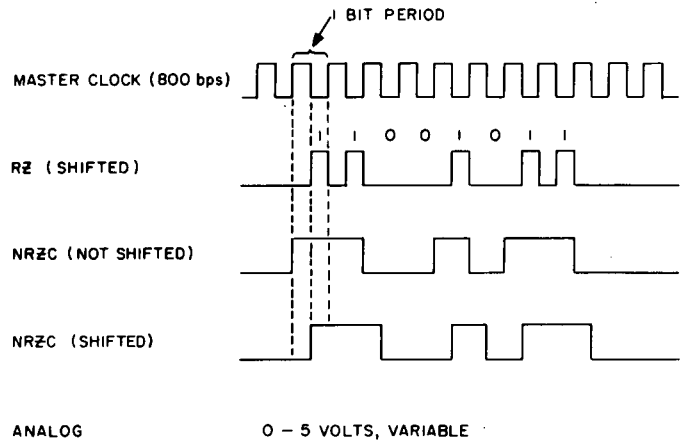 1 BIT PERIOD
MASTER CLOCK (800 bps)
1 1 0 0 1 0 1 1
RZ (SHIFTED)
NRZC (NOT SHIFTED)
NRZC (SHIFTED)
ANALOG 0 – 5 VOLTS, VARIABLE